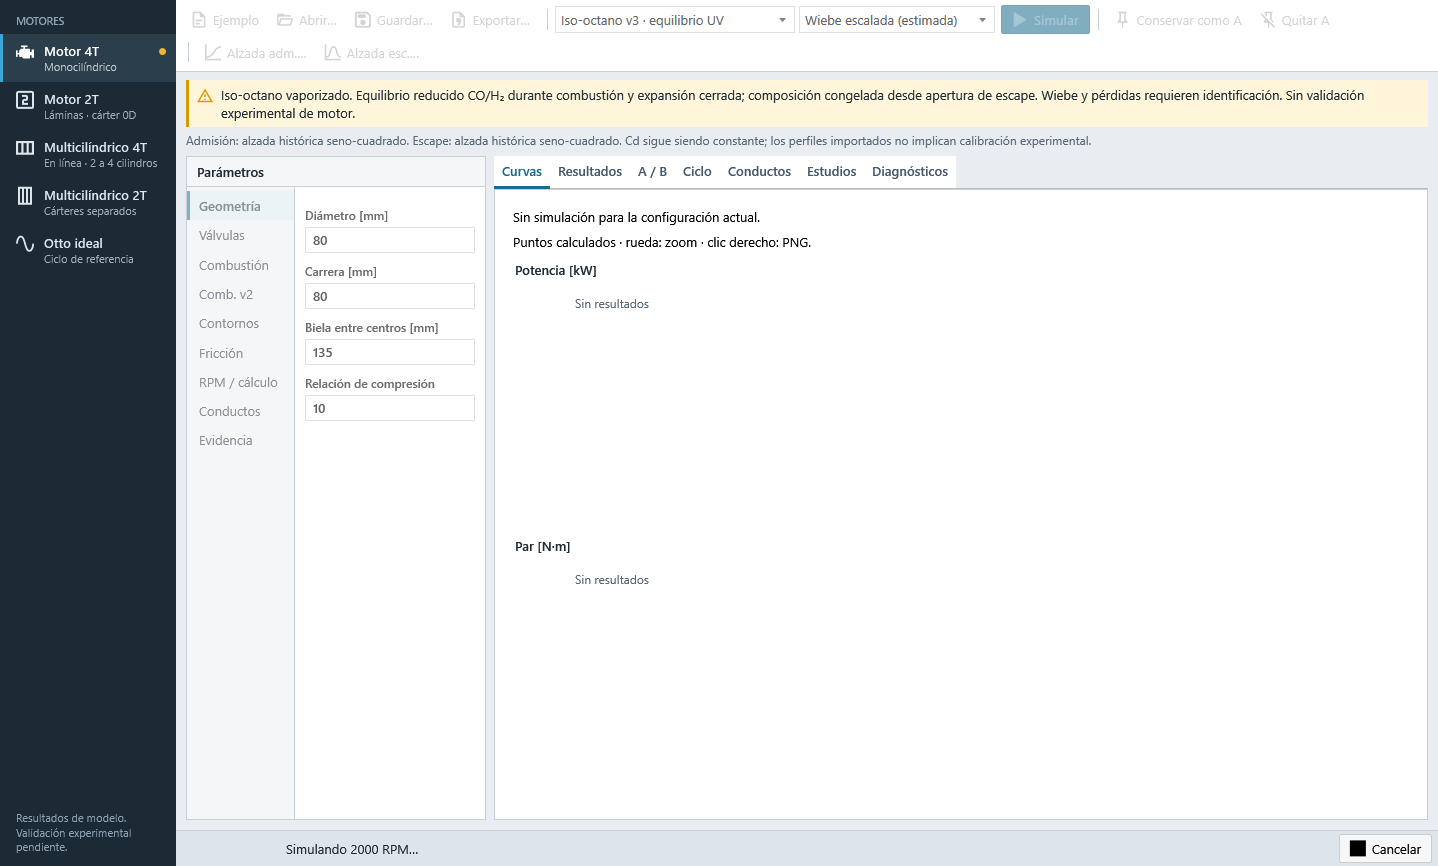 MOTORES
Motor 4T
Monocilíndrico
2
Motor 2T
Láminas · cárter 0D
Multicilíndrico 4T
En línea · 2 a 4 cilindros
Multicilíndrico 2T
Cárteres separados
Otto ideal
Ciclo de referencia
Resultados de modelo.
Validación experimental
pendiente.
Ejemplo Abrir... Guardar... Exportar... Iso-octano v3 · equilibrio UV Wiebe escalada (estimada) Simular Conservar como A Quitar A
Alzada adm.... Alzada esc....
Iso-octano vaporizado. Equilibrio reducido CO/H₂ durante combustión y expansión cerrada; composición congelada desde apertura de escape. Wiebe y pérdidas requieren identificación. Sin validación
experimental de motor.
Admisión: alzada histórica seno-cuadrado. Escape: alzada histórica seno-cuadrado. Cd sigue siendo constante; los perfiles importados no implican calibración experimental.
Parámetros
Geometría
Válvulas
Combustión
Comb. v2
Contornos
Fricción
RPM / cálculo
Conductos
Evidencia
Diámetro [mm]
80
Carrera [mm]
80
Biela entre centros [mm]
135
Relación de compresión
10
Curvas Resultados A / B Ciclo Conductos Estudios Diagnósticos
Sin simulación para la configuración actual.
Puntos calculados · rueda: zoom · clic derecho: PNG.
Potencia [kW]
Sin resultados
Par [N·m]
Sin resultados
Simulando 2000 RPM...
Cancelar